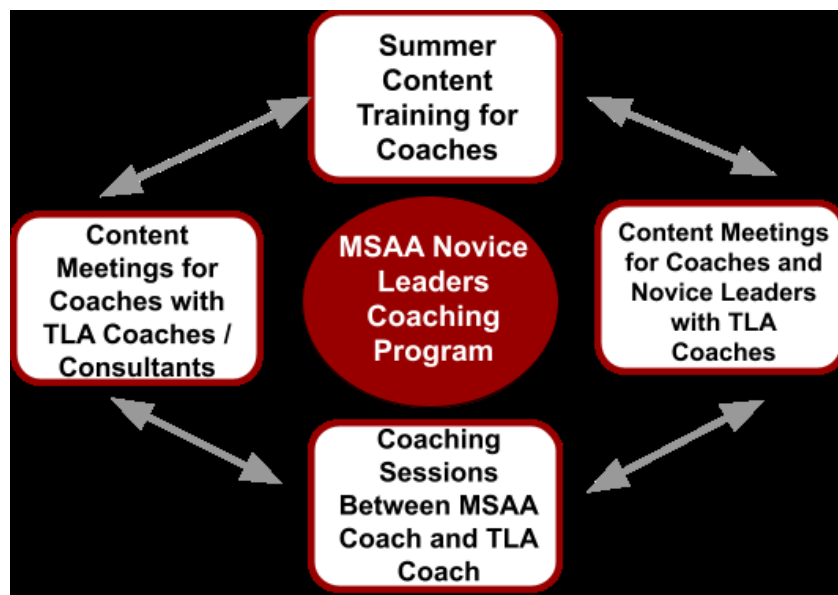 Summer
Content
Training for
Coaches
Content
Meetings for
Coaches with
TLA Coaches /
Consultants
MSAA Novice
Leaders
Coaching
Program
Content Meetings
for Coaches and
Novice Leaders
with TLA
Coaches
Coaching
Sessions
Between MSAA
Coach and TLA
Coach